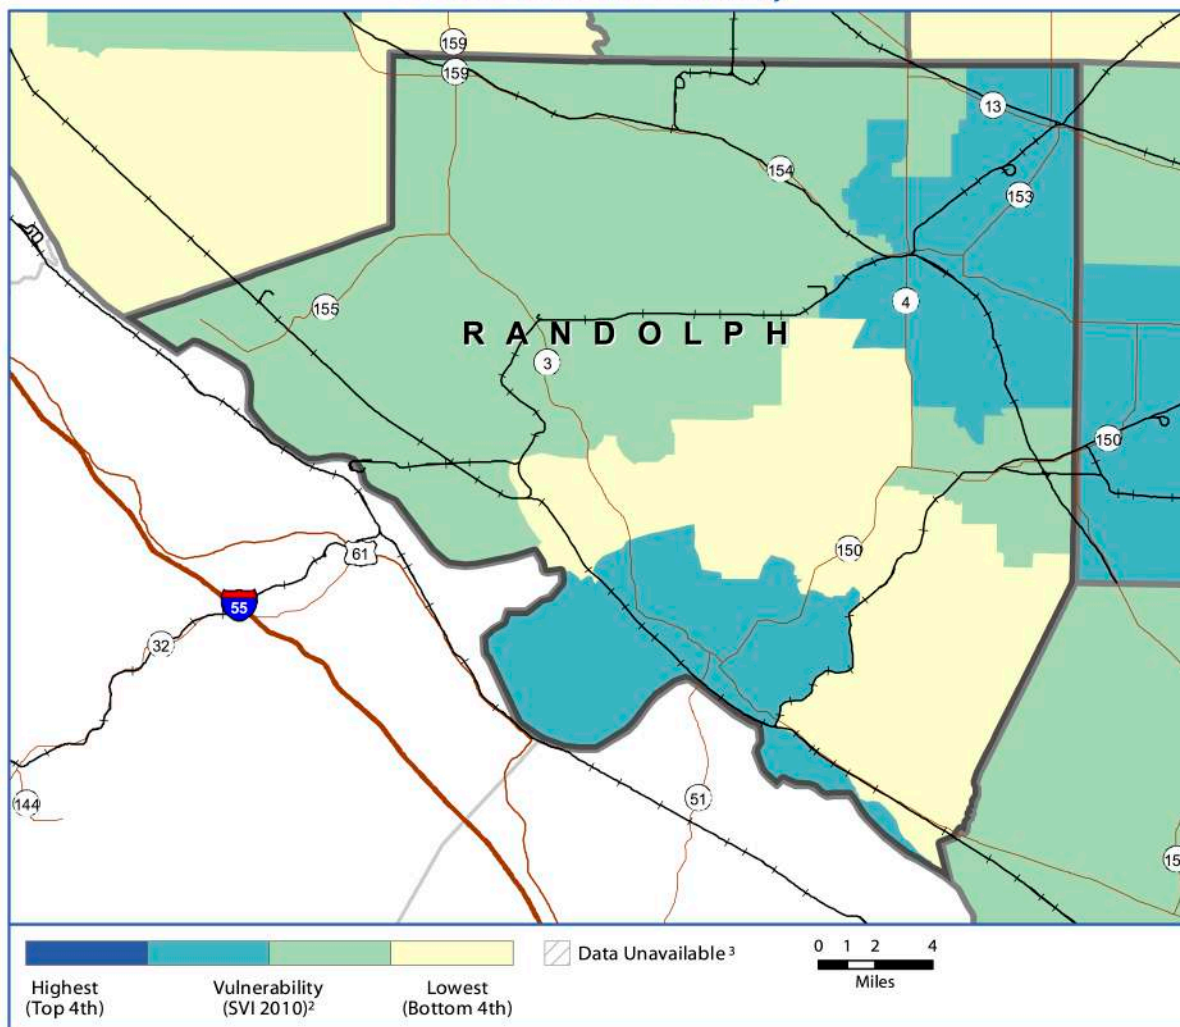 159
159
13
154
153
155
4
RANDOLPH
3
150
61
150
55
32
51
144
0 1 2 4
Miles
Data Unavailable³
Highest
(Top 4th)
Vulnerability
(SVI 2010)²
Lowest
(Bottom 4th)